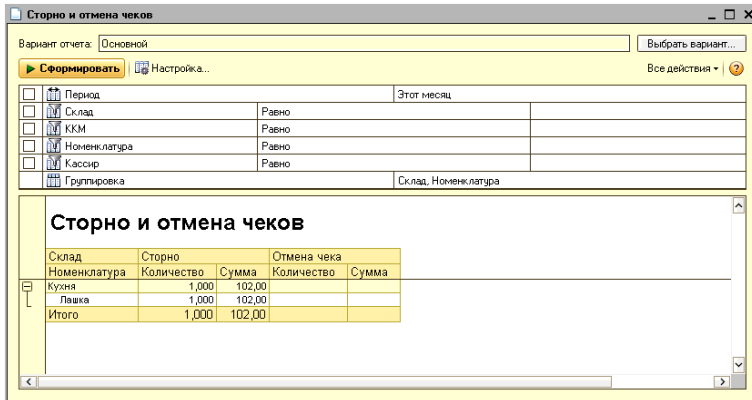 Сторно и отмена чеков
Вариант отчета: Основной Выбрать вариант...
Сформировать Настройка... Все действия ?
Период Этот месяц
Склад Равно
ККМ Равно
Номенклатура Равно
Кассир Равно
Группировка Склад, Номенклатура
Сторно и отмена чеков
Склад Сторно Отмена чека
Номенклатура Количество Сумма Количество Сумма
Кухня 1,000 102,00
Лашка 1,000 102,00
Итого 1,000 102,00